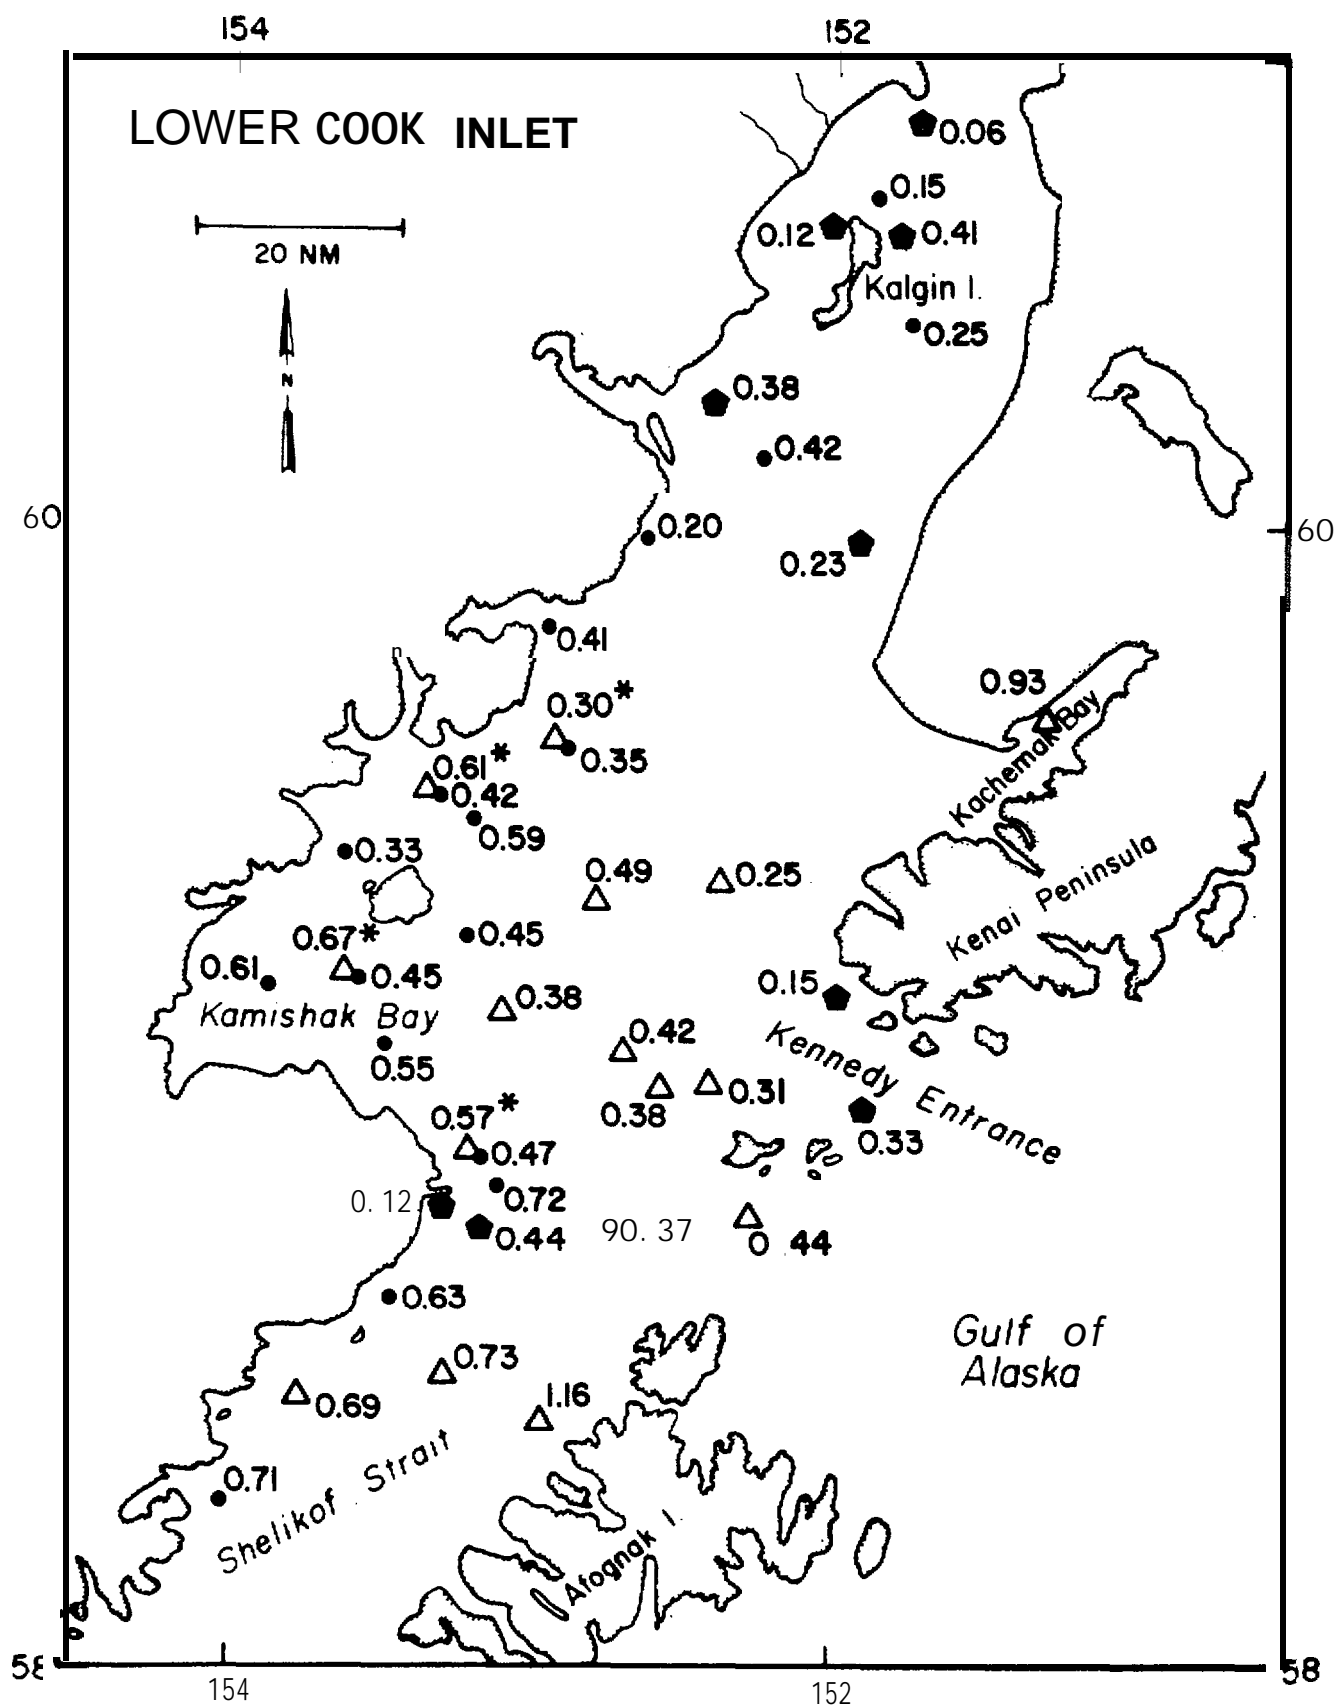 154 152
LOWER COOK INLET
0.06
0.15
0.12 0.41
20 NM
Kalgin I.
0.25
N
0.38
0.42
60 0.20 60
0.23
0.41
0.93
0.30*
0.35
Kachemak Bay
0.61*
0.42
0.59
0.33
0.49 0.25
Kenai Peninsula
0.67* 0.45
0.61 0.45
0.15
Kamishak Bay 0.38
0.42
Kennedy Entrance
0.55
0.31
0.38
0.57*
0.33
0.47
0. 12
0.72
0.44 90. 37 0 44
0.63
Gulf of
Alaska
0.73
0.69 1.16
Shelikof Strait
0.71
Afognak I.
58 58
154 152